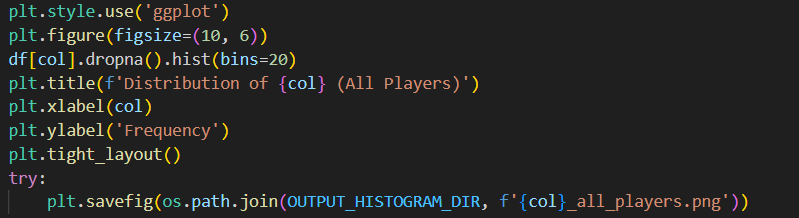 plt.style.use('ggplot')
plt.figure(figsize=(10, 6))
df[col].dropna().hist(bins=20)
plt.title(f'Distribution of {col} (All Players)')
plt.xlabel(col)
plt.ylabel('Frequency')
plt.tight_layout()
try:
    plt.savefig(os.path.join(OUTPUT_HISTOGRAM_DIR, f'{col}_all_players.png'))